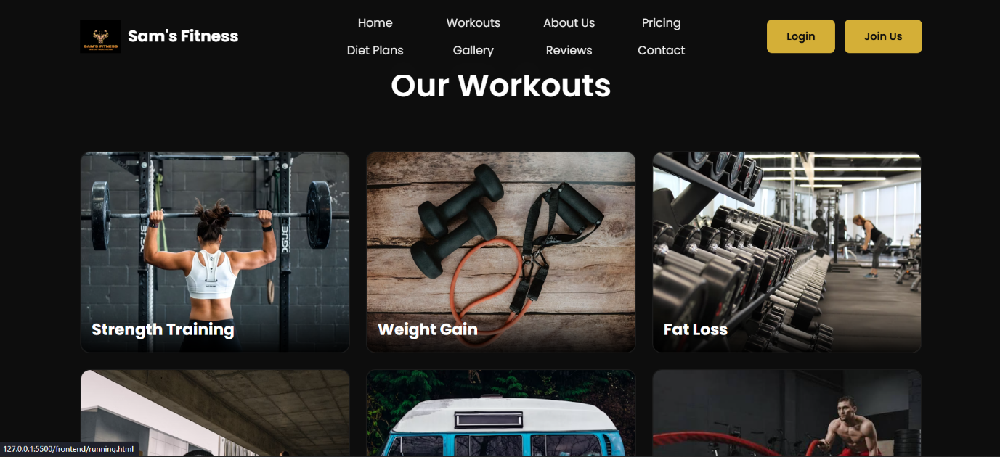 SAM'S FITNESS
Sam's Fitness
Home
Workouts
About Us
Pricing
Diet Plans
Gallery
Reviews
Contact
Login
Join Us
Our Workouts
Strength Training
Weight Gain
Fat Loss
127.0.0.1:5500/frontend/running.html